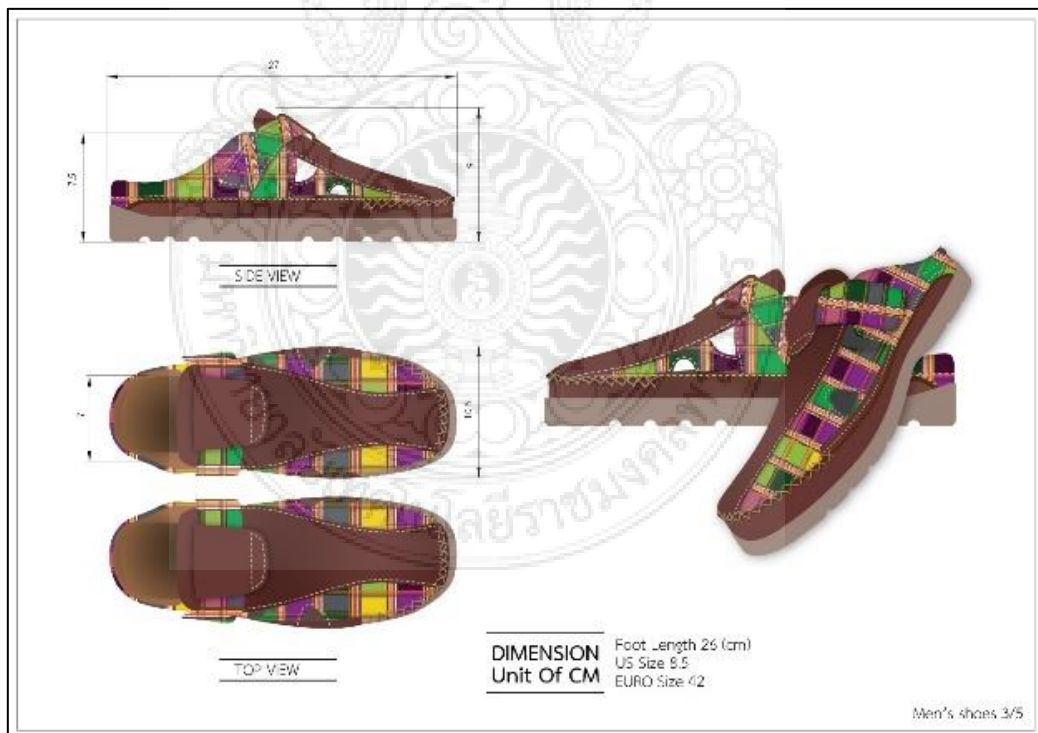 27
7.5
9
SIDE VIEW
7
10.5
TOP VIEW
DIMENSION
Unit Of CM
Foot Length 26 (cm)
US Size 8.5
EURO Size 42
Men's shoes 3/5